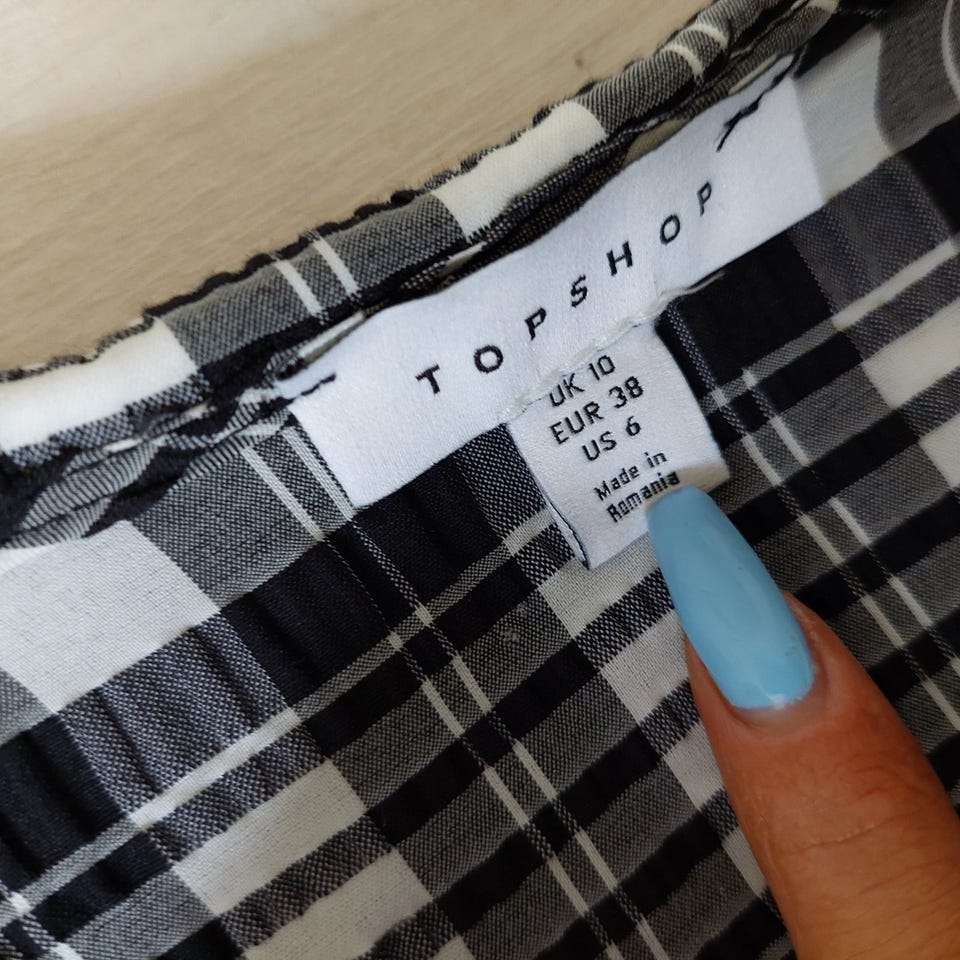 TOPSHOP
UK 10
EUR 38
US 6
Made in
Romania